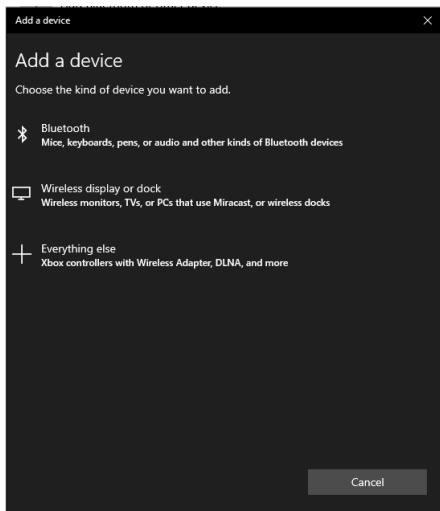 Add a device
Add a device
Choose the kind of device you want to add.
Bluetooth
Mice, keyboards, pens, or audio and other kinds of Bluetooth devices
Wireless display or dock
Wireless monitors, TVs, or PCs that use Miracast, or wireless docks
Everything else
Xbox controllers with Wireless Adapter, DLNA, and more
Cancel